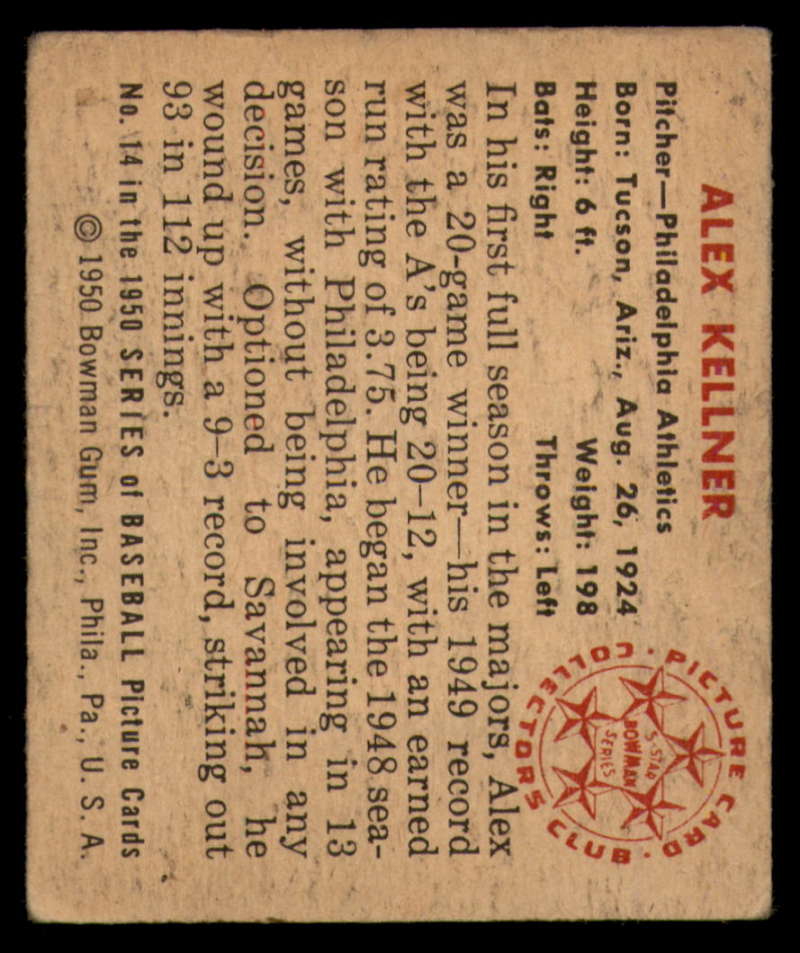 ALEX KELLNER
Pitcher—Philadelphia Athletics
Born: Tucson, Ariz., Aug. 26, 1924
Height: 6 ft. Weight: 198
Bats: Right Throws: Left
In his first full season in the majors, Alex
was a 20-game winner—his 1949 record
with the A's being 20–12, with an earned
run rating of 3.75. He began the 1948 sea-
son with Philadelphia, appearing in 13
games, without being involved in any
decision. Optioned to Savannah, he
wound up with a 9–3 record, striking out
93 in 112 innings.
No. 14 in the 1950 SERIES of BASEBALL Picture Cards
© 1950 Bowman Gum, Inc., Phila., Pa., U. S. A.
PICTURE CARD · COLLECTORS CLUB ·
5-STAR
BOWMAN
SERIES